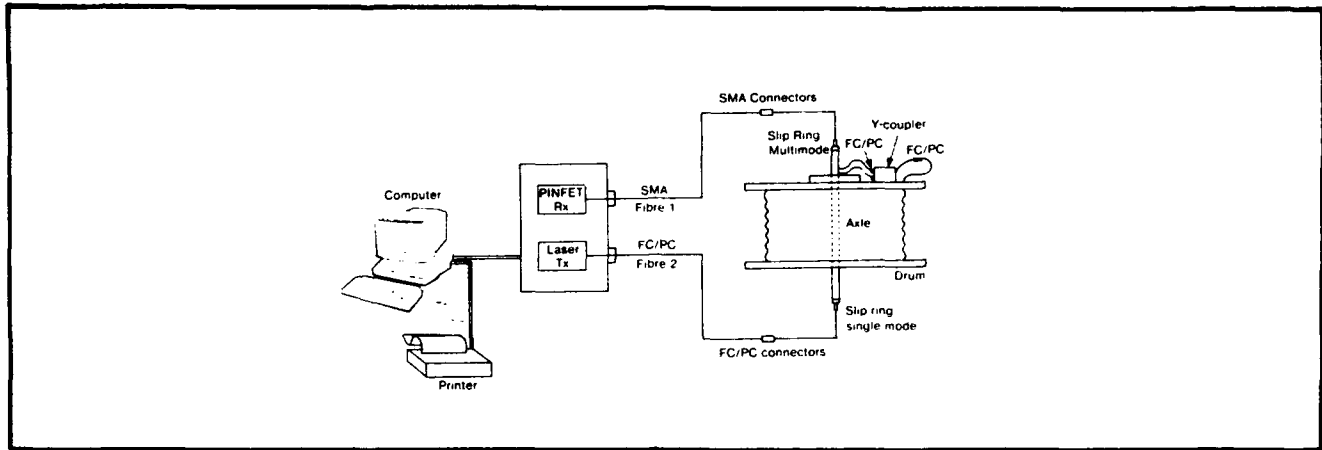 SMA Connectors
Y-coupler
Slip Ring
Multimode
FC/PC
FC/PC
Computer
PINFET
Rx
SMA
Fibre 1
Axle
Laser
Tx
FC/PC
Fibre 2
Drum
Slip ring
single mode
FC/PC connectors
Printer